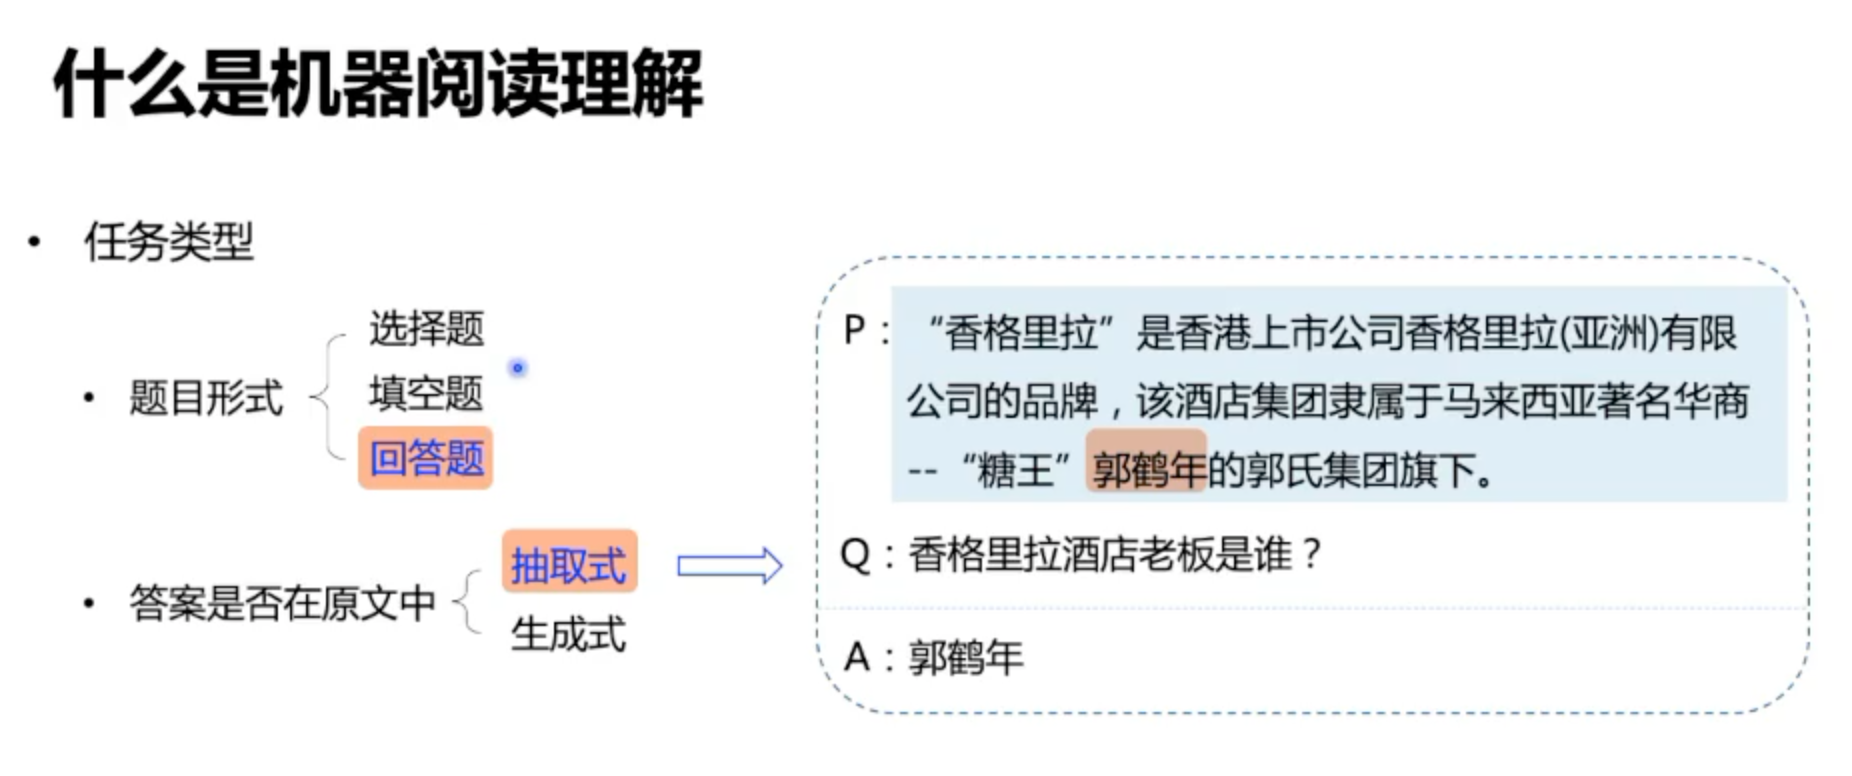 什么是机器阅读理解
• 任务类型
• 题目形式
选择题
填空题
回答题
• 答案是否在原文中
抽取式
生成式
P：“香格里拉”是香港上市公司香格里拉(亚洲)有限
公司的品牌，该酒店集团隶属于马来西亚著名华商
--“糖王”郭鹤年的郭氏集团旗下。
Q：香格里拉酒店老板是谁？
A：郭鹤年